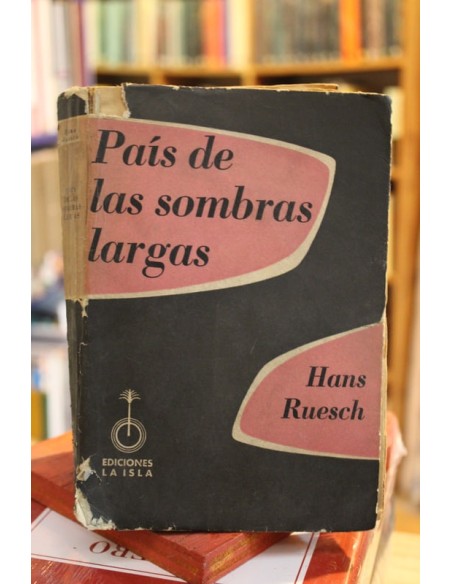 País de
las sombras
largas
Hans
Ruesch
EDICIONES
LA ISLA